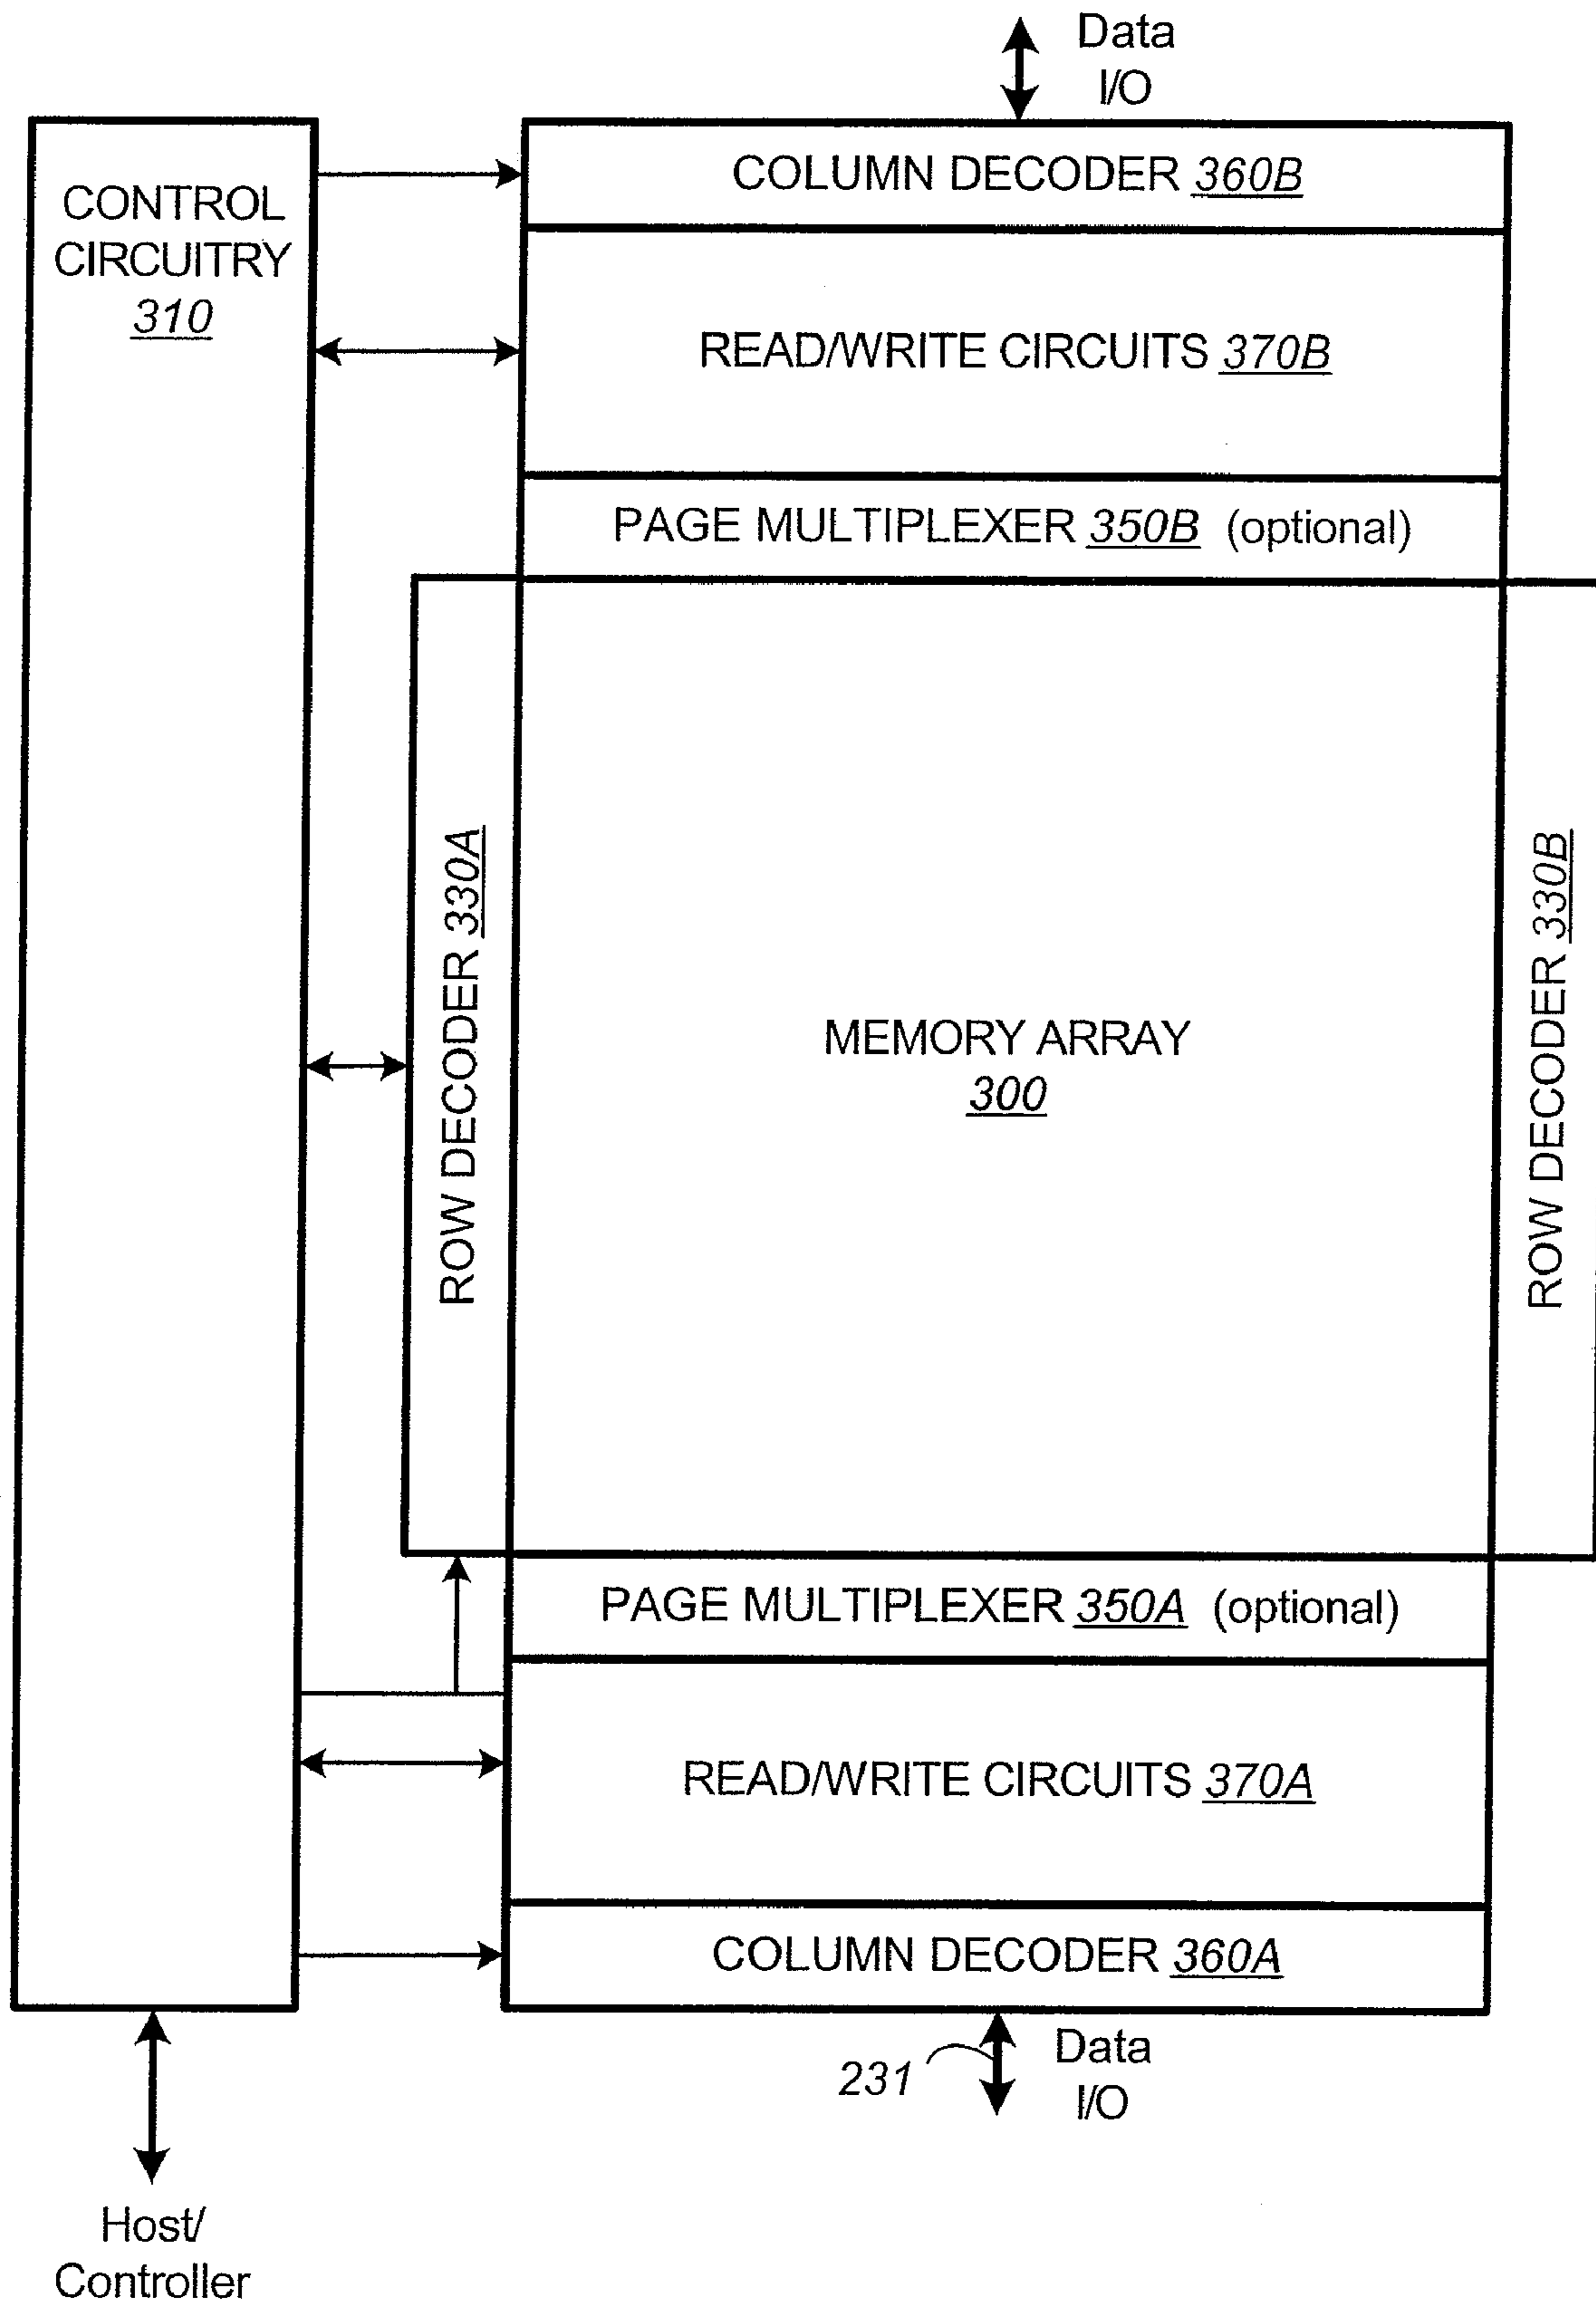 Data
I/O
COLUMN DECODER 360B
CONTROL
CIRCUITRY
310
READ/WRITE CIRCUITS 370B
PAGE MULTIPLEXER 350B (optional)
ROW DECODER 330A
MEMORY ARRAY
300
ROW DECODER 330B
PAGE MULTIPLEXER 350A (optional)
READ/WRITE CIRCUITS 370A
COLUMN DECODER 360A
231
Data
I/O
Host/
Controller